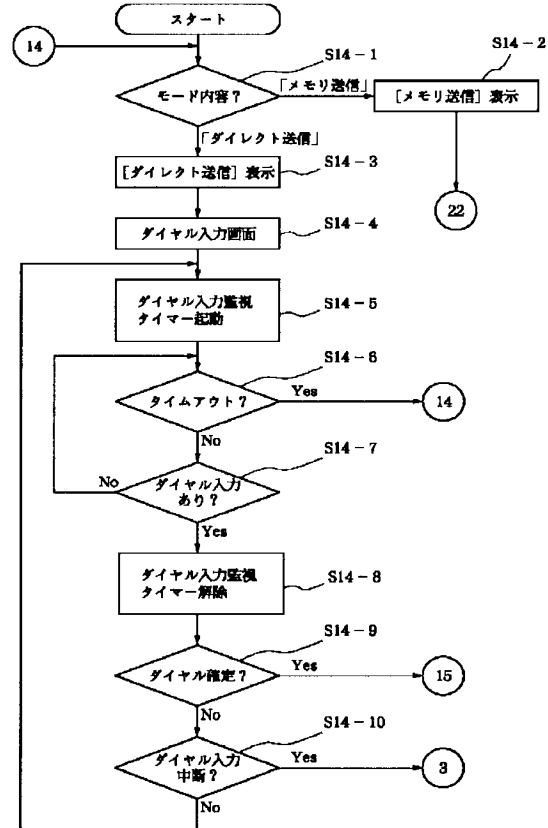 スタート
14
S14-1
S14-2
モード内容?
「メモリ送信」
[メモリ送信] 表示
「ダイレクト送信」
S14-3
[ダイレクト送信] 表示
22
S14-4
ダイヤル入力画面
S14-5
ダイヤル入力監視
タイマー起動
S14-6
タイムアウト?
Yes
14
No
S14-7
No
ダイヤル入力
あり?
Yes
S14-8
ダイヤル入力監視
タイマー解除
S14-9
ダイヤル確定?
Yes
15
No
S14-10
ダイヤル入力
中断?
Yes
3
No